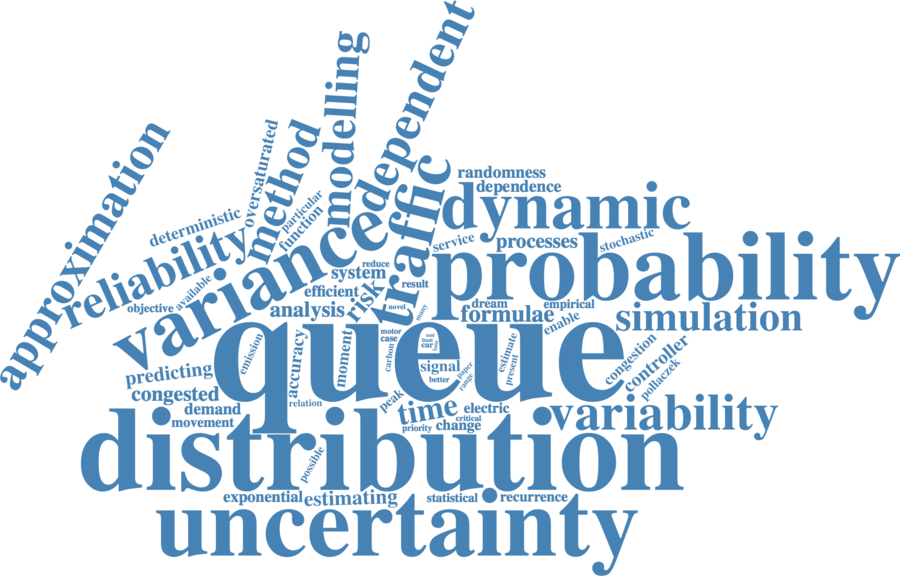 approximation
dependent
modelling
method
oversaturated
particular
function
deterministic
reliability
available
objective
variance
traffic
randomness
dependence
dynamic
service
processes
stochastic
probability
reduce
system
result
efficient
risk
analysis
novel
many
dream
empirical
formulae
enable
simulation
queue
emission
accuracy
moment
motor
case
carbon
car
signal
better
paper
range
estimate
present
congestion
controller
pollaczek
predicting
congested
relation
peak
demand
movement
time
electric
critical
priority
change
variability
distribution
possible
exponential
estimating
statistical
recurrence
uncertainty